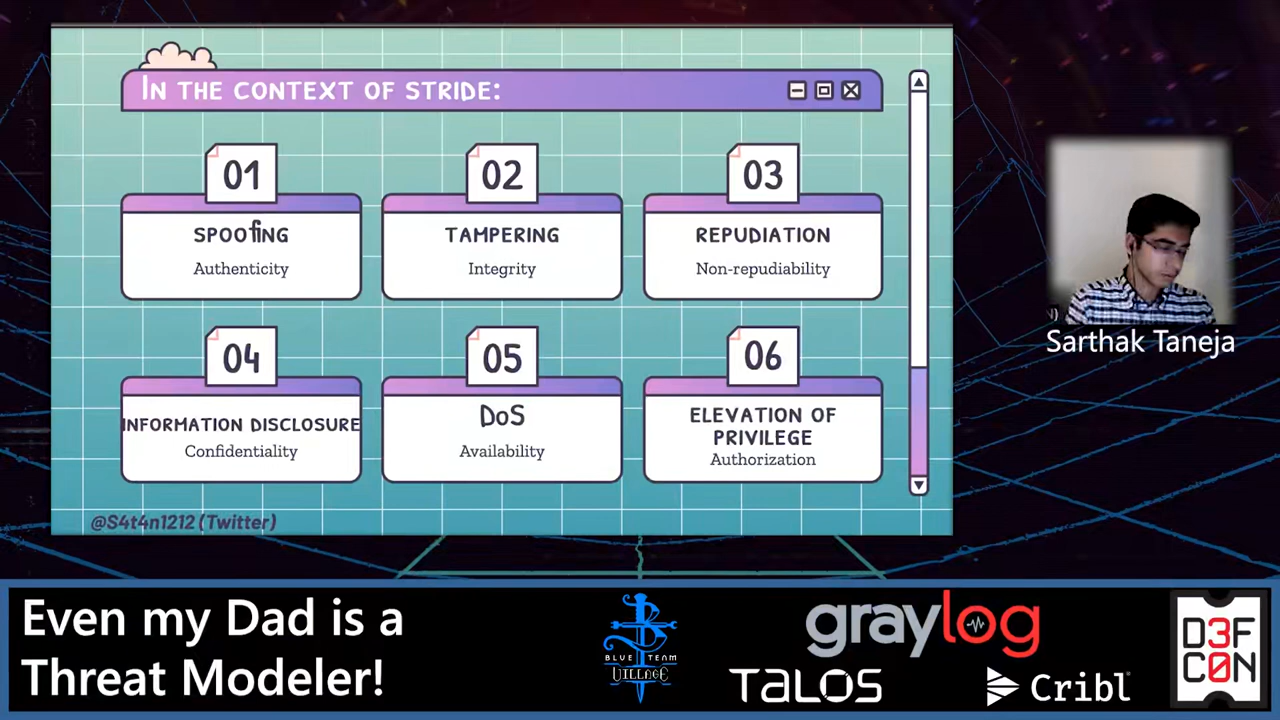 In the context of STRIDE:
01
Spoofing
Authenticity
02
Tampering
Integrity
03
Repudiation
Non-repudiability
04
Information Disclosure
Confidentiality
05
DoS
Availability
06
Elevation of
Privilege
Authorization
@S4t4n1212 (Twitter)
Sarthak Taneja
Even my Dad is a
Threat Modeler!
BLUE TEAM
VILLAGE
graylog
TALOS
Cribl
D3F
C0N